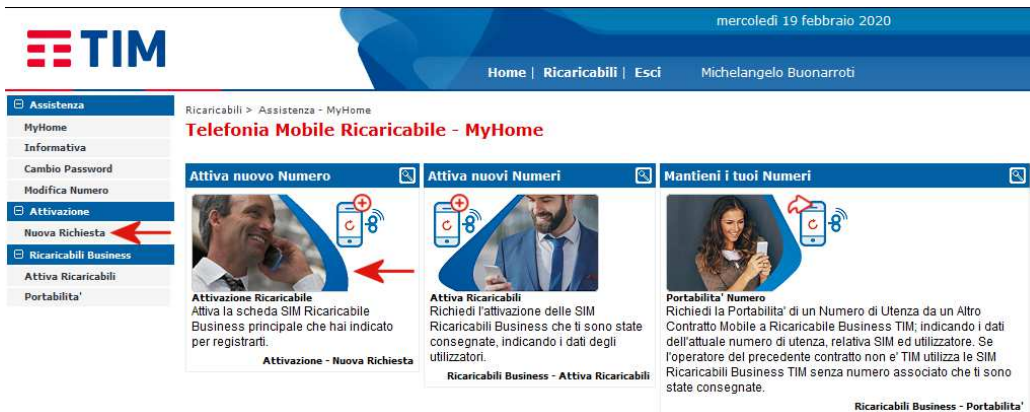 TIM
mercoledì 19 febbraio 2020
Home | Ricaricabili | Esci
Michelangelo Buonarroti
Assistenza
MyHome
Informativa
Cambio Password
Modifica Numero
Attivazione
Nuova Richiesta
Ricaricabili Business
Attiva Ricaricabili
Portabilita'
Ricaricabili > Assistenza - MyHome
Telefonia Mobile Ricaricabile - MyHome
Attiva nuovo Numero
Attivazione Ricaricabile
Attiva la scheda SIM Ricaricabile
Business principale che hai indicato
per registrarti.
Attivazione - Nuova Richiesta
Attiva nuovi Numeri
Attiva Ricaricabili
Richiedi l'attivazione delle SIM
Ricaricabili Business che ti sono state
consegnate, indicando i dati degli
utilizzatori.
Ricaricabili Business - Attiva Ricaricabili
Mantieni i tuoi Numeri
Portabilita' Numero
Richiedi la Portabilita' di un Numero di Utenza da un Altro
Contratto Mobile a Ricaricabile Business TIM; indicando i dati
dell'attuale numero di utenza, relativa SIM ed utilizzatore. Se
l'operatore del precedente contratto non e' TIM utilizza le SIM
Ricaricabili Business TIM senza numero associato che ti sono
state consegnate.
Ricaricabili Business - Portabilita'